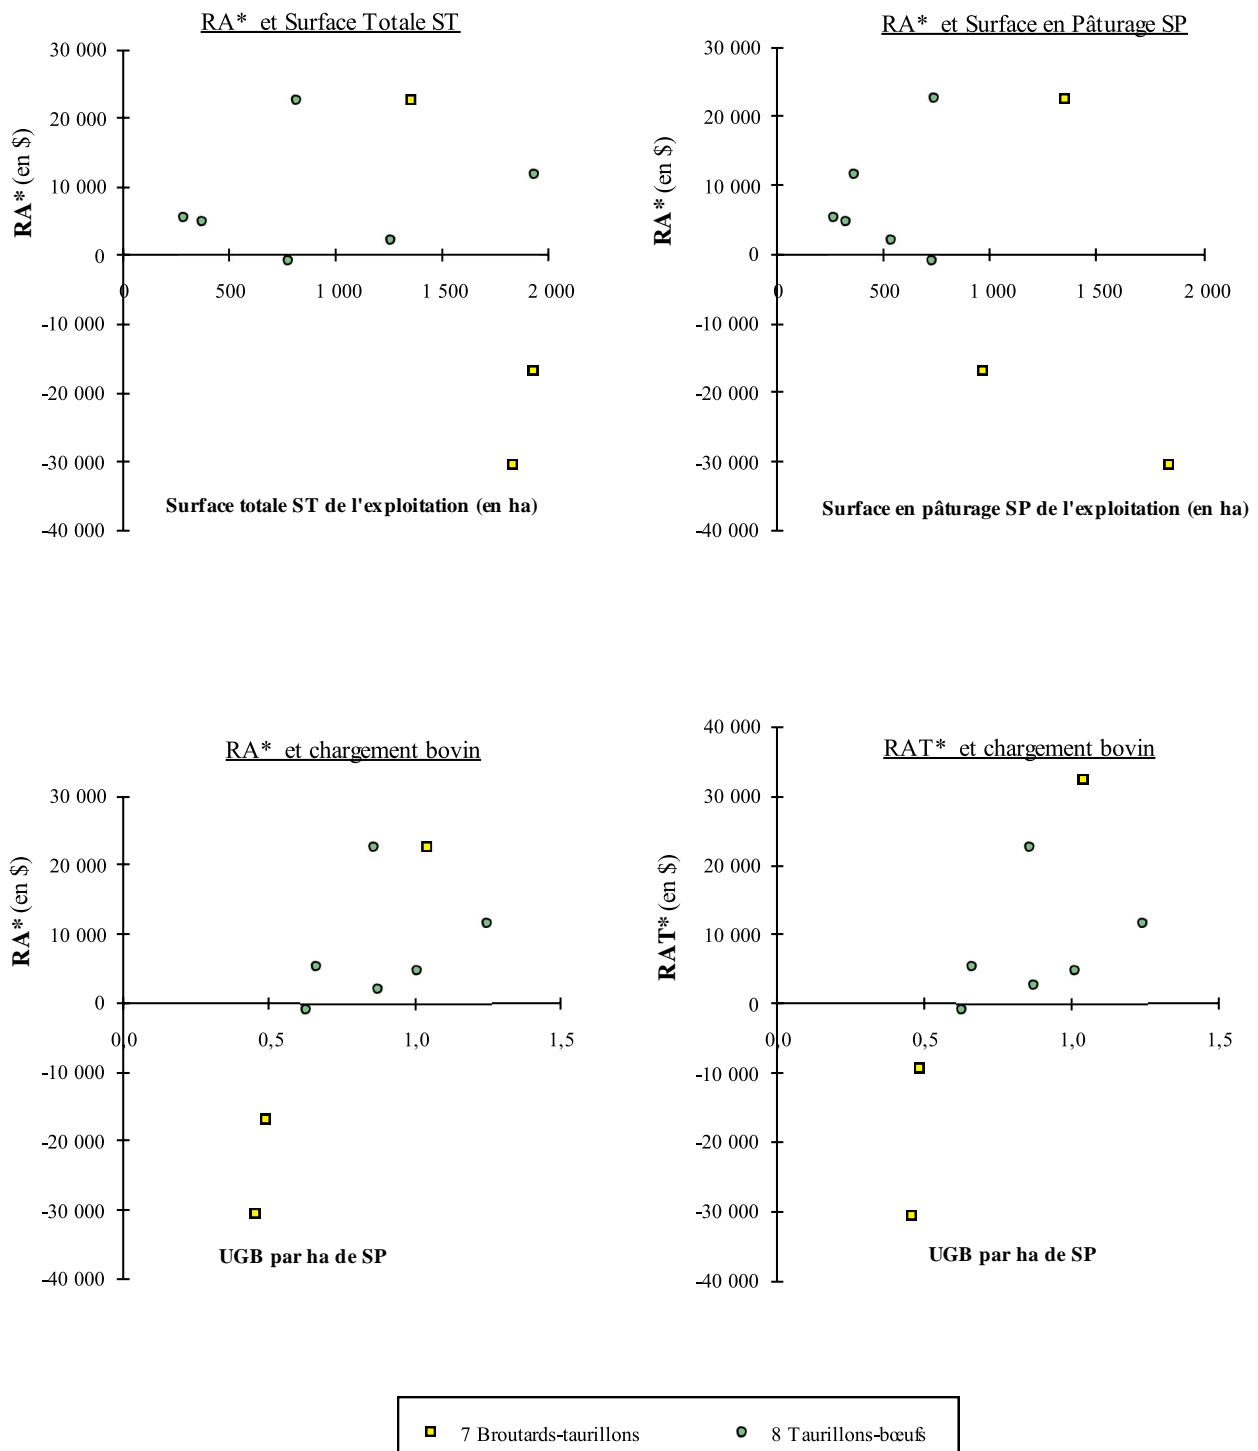 RA* et Surface Totale ST
30 000
20 000
10 000
0
-10 000
-20 000
-30 000
-40 000
RA* (en $)
0 500 1 000 1 500 2 000
Surface totale ST de l'exploitation (en ha)
RA* et Surface en Pâturage SP
30 000
20 000
10 000
0
-10 000
-20 000
-30 000
-40 000
RA* (en $)
0 500 1 000 1 500 2 000
Surface en pâturage SP de l'exploitation (en ha)
RA* et chargement bovin
30 000
20 000
10 000
0
-10 000
-20 000
-30 000
-40 000
RA* (en $)
0,0 0,5 1,0 1,5
UGB par ha de SP
RAT* et chargement bovin
40 000
30 000
20 000
10 000
0
-10 000
-20 000
-30 000
-40 000
RAT* (en $)
0,0 0,5 1,0 1,5
UGB par ha de SP
7 Broutards-taurillons 8 Taurillons-bœufs